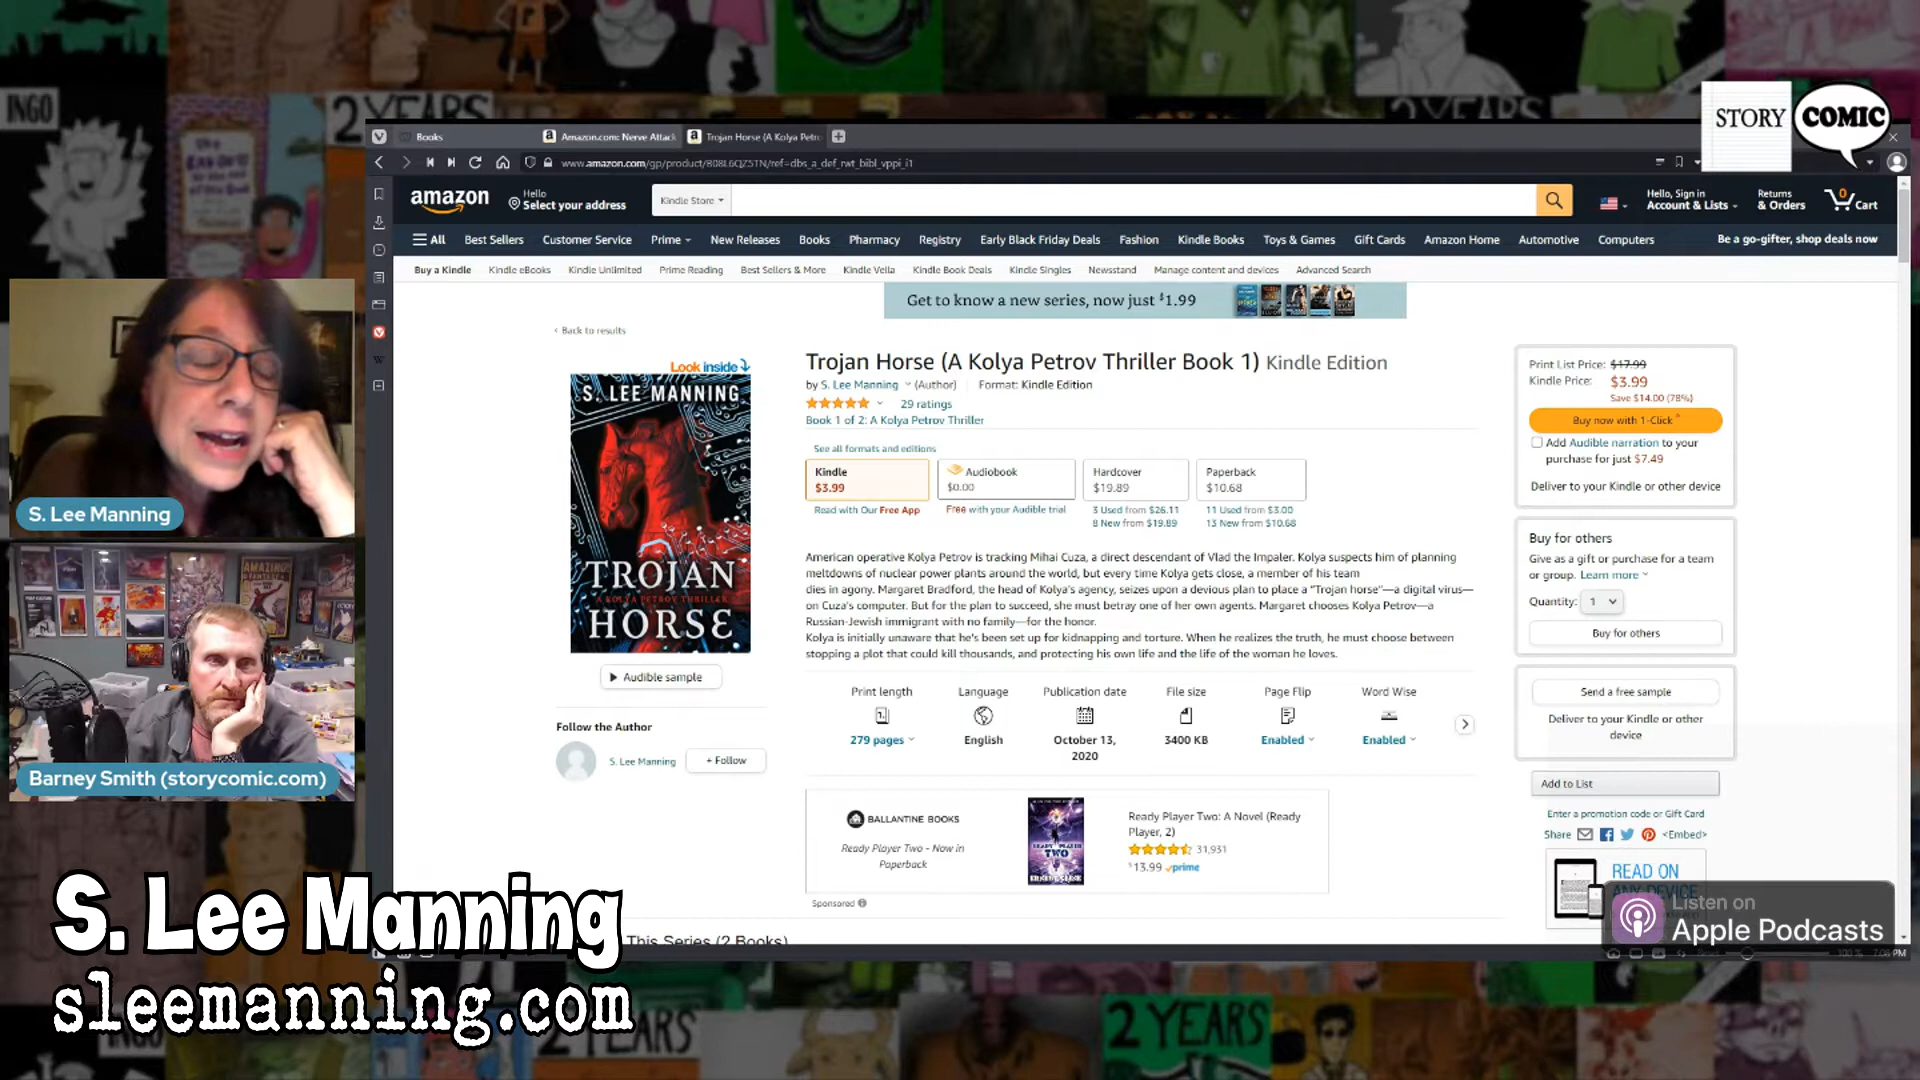 INGO
2 YEARS
2 YEARS
STORY
COMIC
Books
Amazon.com: Nerve Attack
Trojan Horse (A Kolya Petro
amazon
Hello
Select your address
Kindle Store
Hello, Sign in
Account & Lists
Returns
& Orders
0
Cart
All
Best Sellers
Customer Service
Prime
New Releases
Books
Pharmacy
Registry
Early Black Friday Deals
Fashion
Kindle Books
Toys & Games
Gift Cards
Amazon Home
Automotive
Computers
Be a go-gifter, shop deals now
Buy a Kindle
Kindle eBooks
Kindle Unlimited
Prime Reading
Best Sellers & More
Kindle Vella
Kindle Book Deals
Kindle Singles
Newsstand
Manage content and devices
Advanced Search
Get to know a new series, now just $1.99
‹ Back to results
Look inside
S. LEE MANNING
TROJAN
A KOLYA PETROV THRILLER
HORSE
Audible sample
Follow the Author
S. Lee Manning
+ Follow
Trojan Horse (A Kolya Petrov Thriller Book 1) Kindle Edition
by S. Lee Manning (Author) Format: Kindle Edition
29 ratings
Book 1 of 2: A Kolya Petrov Thriller
See all formats and editions
Kindle
$3.99
Read with Our Free App
Audiobook
$0.00
Free with your Audible trial
Hardcover
$19.89
3 Used from $26.11
8 New from $19.89
Paperback
$10.68
11 Used from $3.00
13 New from $10.68
American operative Kolya Petrov is tracking Mihai Cuza, a direct descendant of Vlad the Impaler. Kolya suspects him of planning
meltdowns of nuclear power plants around the world, but every time Kolya gets close, a member of his team
dies in agony. Margaret Bradford, the head of Kolya's agency, seizes upon a devious plan to place a "Trojan horse"—a digital virus—
on Cuza's computer. But for the plan to succeed, she must betray one of her own agents. Margaret chooses Kolya Petrov—a
Russian-Jewish immigrant with no family—for the honor.
Kolya is initially unaware that he's been set up for kidnapping and torture. When he realizes the truth, he must choose between
stopping a plot that could kill thousands, and protecting his own life and the life of the woman he loves.
Print length
279 pages
Language
English
Publication date
October 13,
2020
File size
3400 KB
Page Flip
Enabled
Word Wise
Enabled
BALLANTINE BOOKS
Ready Player Two - Now in
Paperback
Ready Player Two: A Novel (Ready
Player, 2)
31,931
$13.99 prime
Sponsored
This Series (2 Books)
Print List Price: $17.99
Kindle Price: $3.99
Save $14.00 (78%)
Buy now with 1-Click
Add Audible narration to your
purchase for just $7.49
Deliver to your Kindle or other device
Buy for others
Give as a gift or purchase for a team
or group. Learn more
Quantity: 1
Buy for others
Send a free sample
Deliver to your Kindle or other
device
Add to List
Enter a promotion code or Gift Card
Share <Embed>
READ ON
ANY DEVICE
Listen on
Apple Podcasts
7:06 PM
S. Lee Manning
Barney Smith (storycomic.com)
S. Lee Manning
sleemanning.com
2 YEARS
2 YEARS